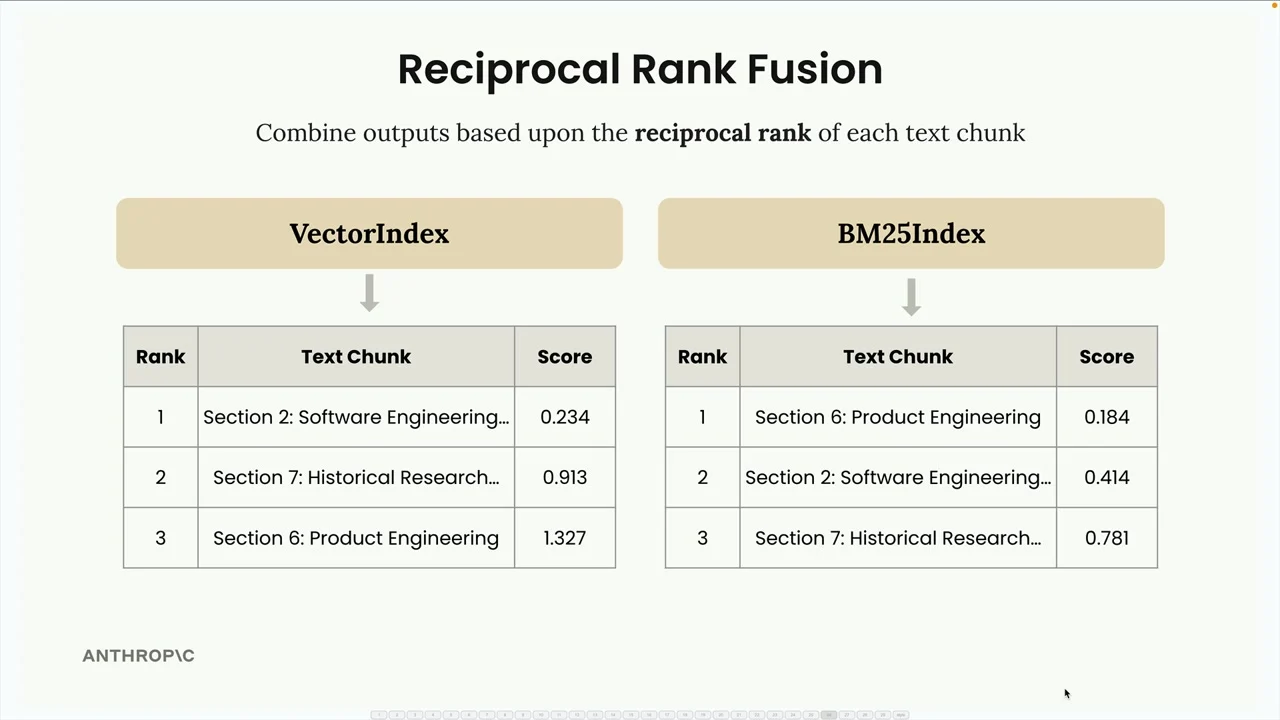 Reciprocal Rank Fusion
Combine outputs based upon the reciprocal rank of each text chunk
VectorIndex
Rank Text Chunk Score
1 Section 2: Software Engineering... 0.234
2 Section 7: Historical Research... 0.913
3 Section 6: Product Engineering 1.327
BM25Index
Rank Text Chunk Score
1 Section 6: Product Engineering 0.184
2 Section 2: Software Engineering... 0.414
3 Section 7: Historical Research... 0.781
ANTHROP\C